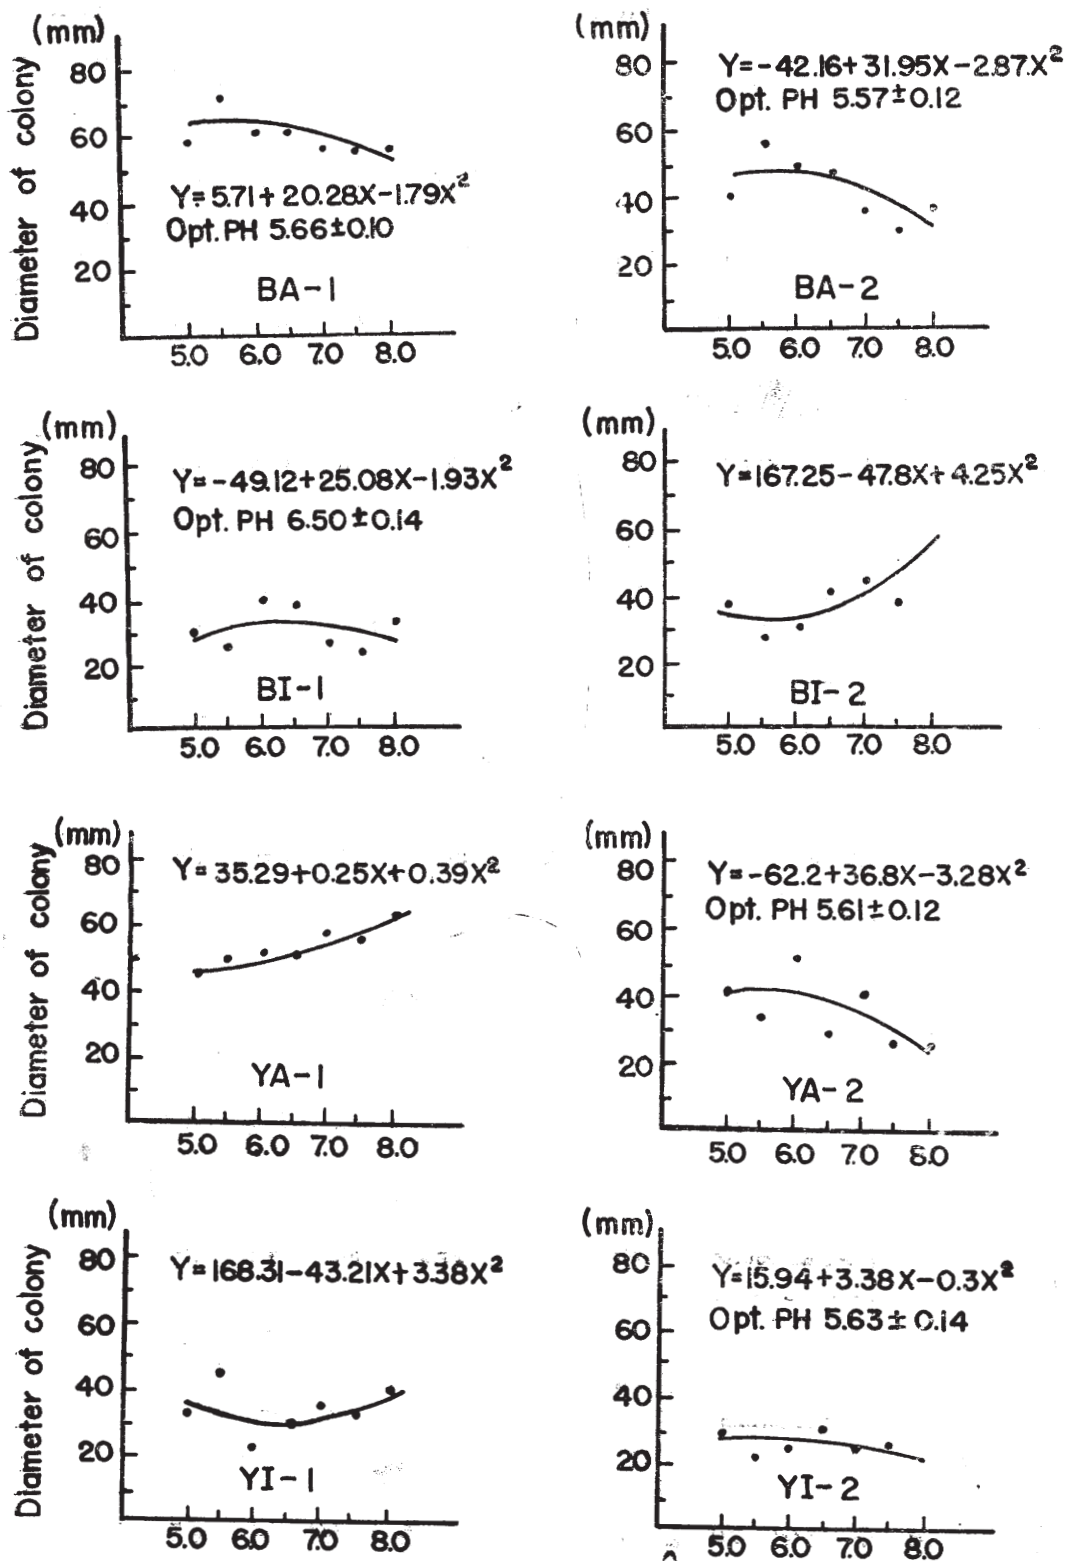 (mm)
Diameter of colony
80
60
40
20
Y=5.71+20.28X-1.79X²
Opt. PH 5.66±0.10
BA-1
5.0 6.0 7.0 8.0
(mm)
80
60
40
20
Y=-42.16+31.95X-2.87X²
Opt. PH 5.57±0.12
BA-2
5.0 6.0 7.0 8.0
(mm)
Diameter of colony
80
60
40
20
Y=-49.12+25.08X-1.93X²
Opt. PH 6.50±0.14
BI-1
5.0 6.0 7.0 8.0
(mm)
80
60
40
20
Y=167.25-47.8X+4.25X²
BI-2
5.0 6.0 7.0 8.0
(mm)
Diameter of colony
80
60
40
20
Y=35.29+0.25X+0.39X²
YA-1
5.0 6.0 7.0 8.0
(mm)
80
60
40
20
Y=-62.2+36.8X-3.28X²
Opt. PH 5.61±0.12
YA-2
5.0 6.0 7.0 8.0
(mm)
Diameter of colony
80
60
40
20
Y=168.31-43.21X+3.38X²
YI-1
5.0 6.0 7.0 8.0
(mm)
80
60
40
20
Y=15.94+3.38X-0.3X²
Opt. PH 5.63±0.14
YI-2
5.0 6.0 7.0 8.0